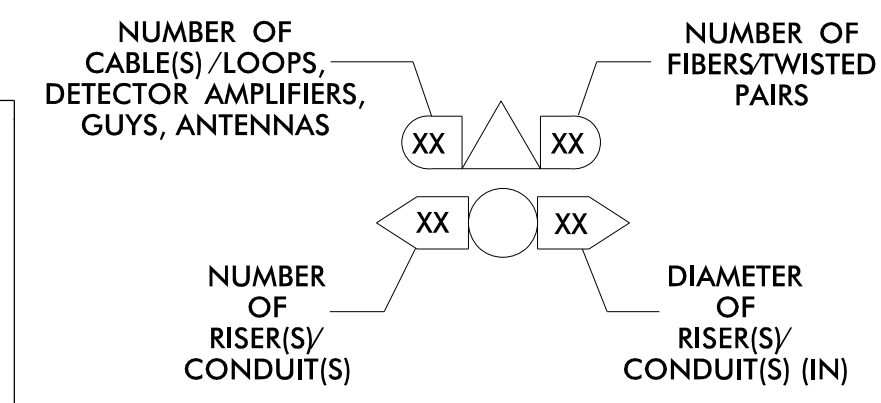 NUMBER OF
CABLE(S)/LOOPS,
DETECTOR AMPLIFIERS,
GUYS, ANTENNAS
NUMBER OF
FIBERS/TWISTED
PAIRS
XX
XX
XX
XX
NUMBER
OF
RISER(S)/
CONDUIT(S)
DIAMETER
OF
RISER(S)/
CONDUIT(S) (IN)